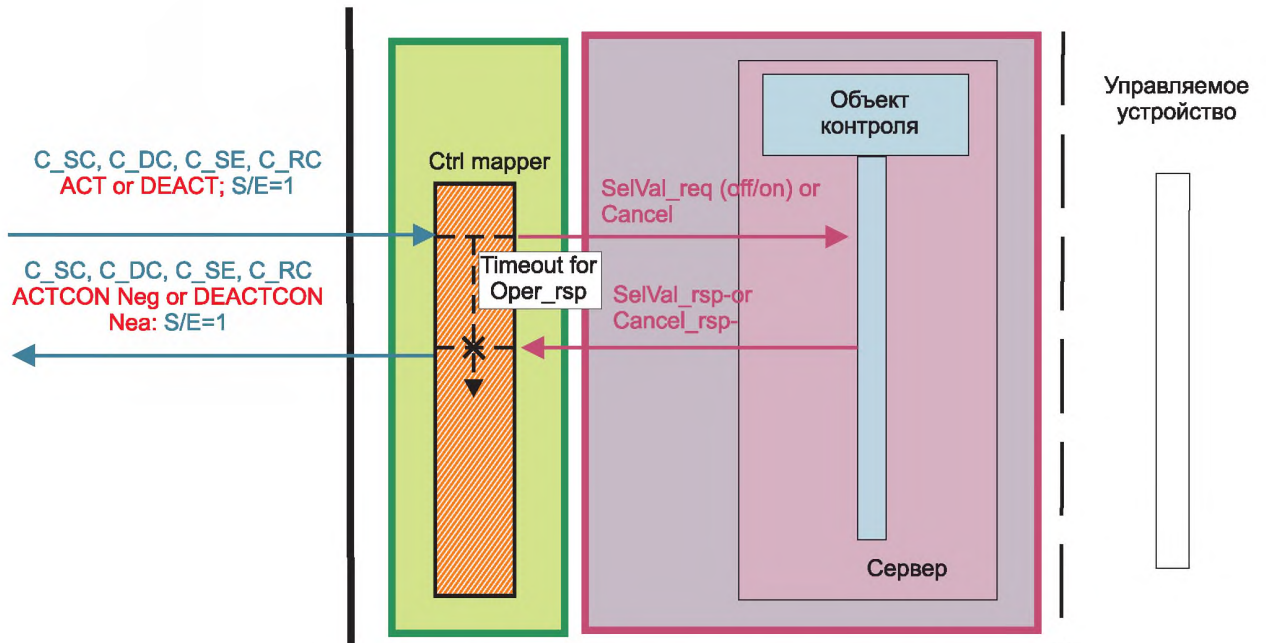 Управляемое
устройство
Объект
контроля
C_SC, C_DC, C_SE, C_RC
ACT or DEACT; S/E=1
Ctrl mapper
SelVal_req (off/on) or
Cancel
C_SC, C_DC, C_SE, C_RC
ACTCON Neg or DEACTCON
Nea: S/E=1
Timeout for
Oper_rsp
SelVal_rsp-or
Cancel_rsp-
Сервер